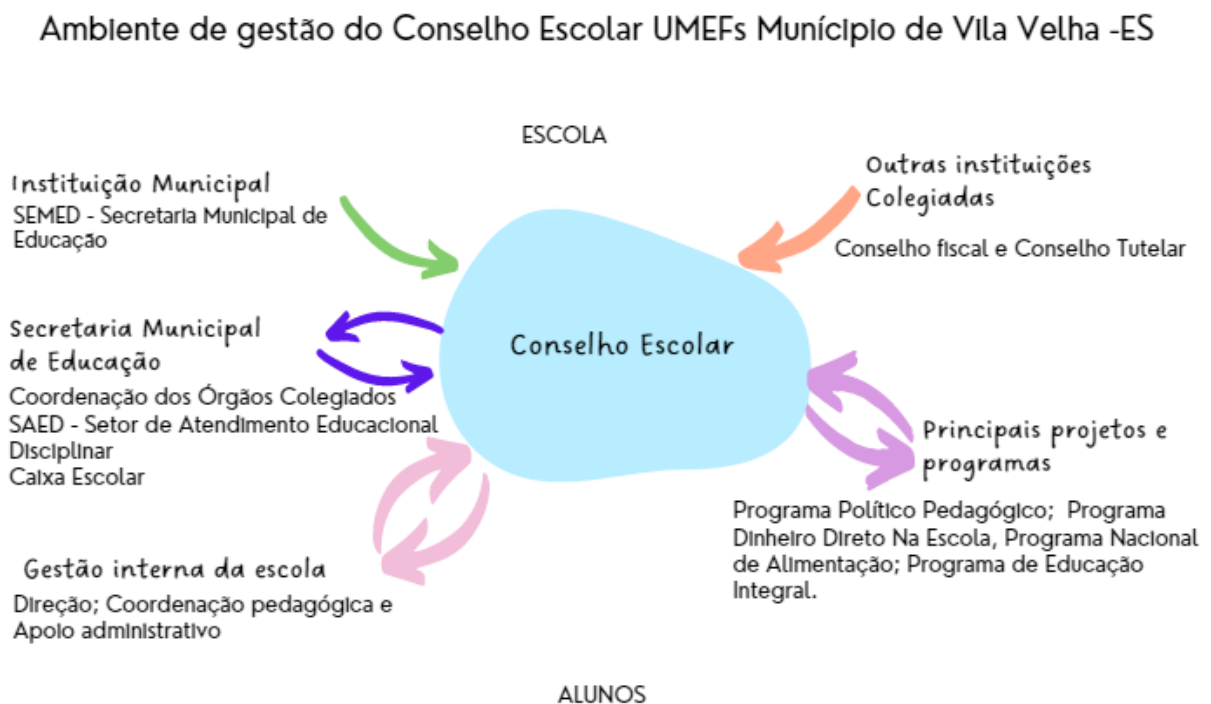 Ambiente de gestão do Conselho Escolar UMEFs Munícipio de Vila Velha -ES
ESCOLA
Instituição Municipal
SEMED - Secretaria Municipal de
Educação
Outras instituições
Colegiadas
Conselho fiscal e Conselho Tutelar
Secretaria Municipal
de Educação
Coordenação dos Órgãos Colegiados
SAED - Setor de Atendimento Educacional
Disciplinar
Caixa Escolar
Conselho Escolar
Principais projetos e
programas
Programa Político Pedagógico; Programa
Dinheiro Direto Na Escola, Programa Nacional
de Alimentação; Programa de Educação
Integral.
Gestão interna da escola
Direção; Coordenação pedagógica e
Apoio administrativo
ALUNOS